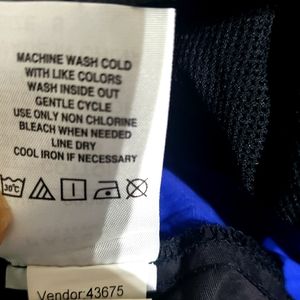 MACHINE WASH COLD
WITH LIKE COLORS
WASH INSIDE OUT
GENTLE CYCLE
USE ONLY NON CHLORINE
BLEACH WHEN NEEDED
LINE DRY
COOL IRON IF NECESSARY
30°C
Vendor:43675